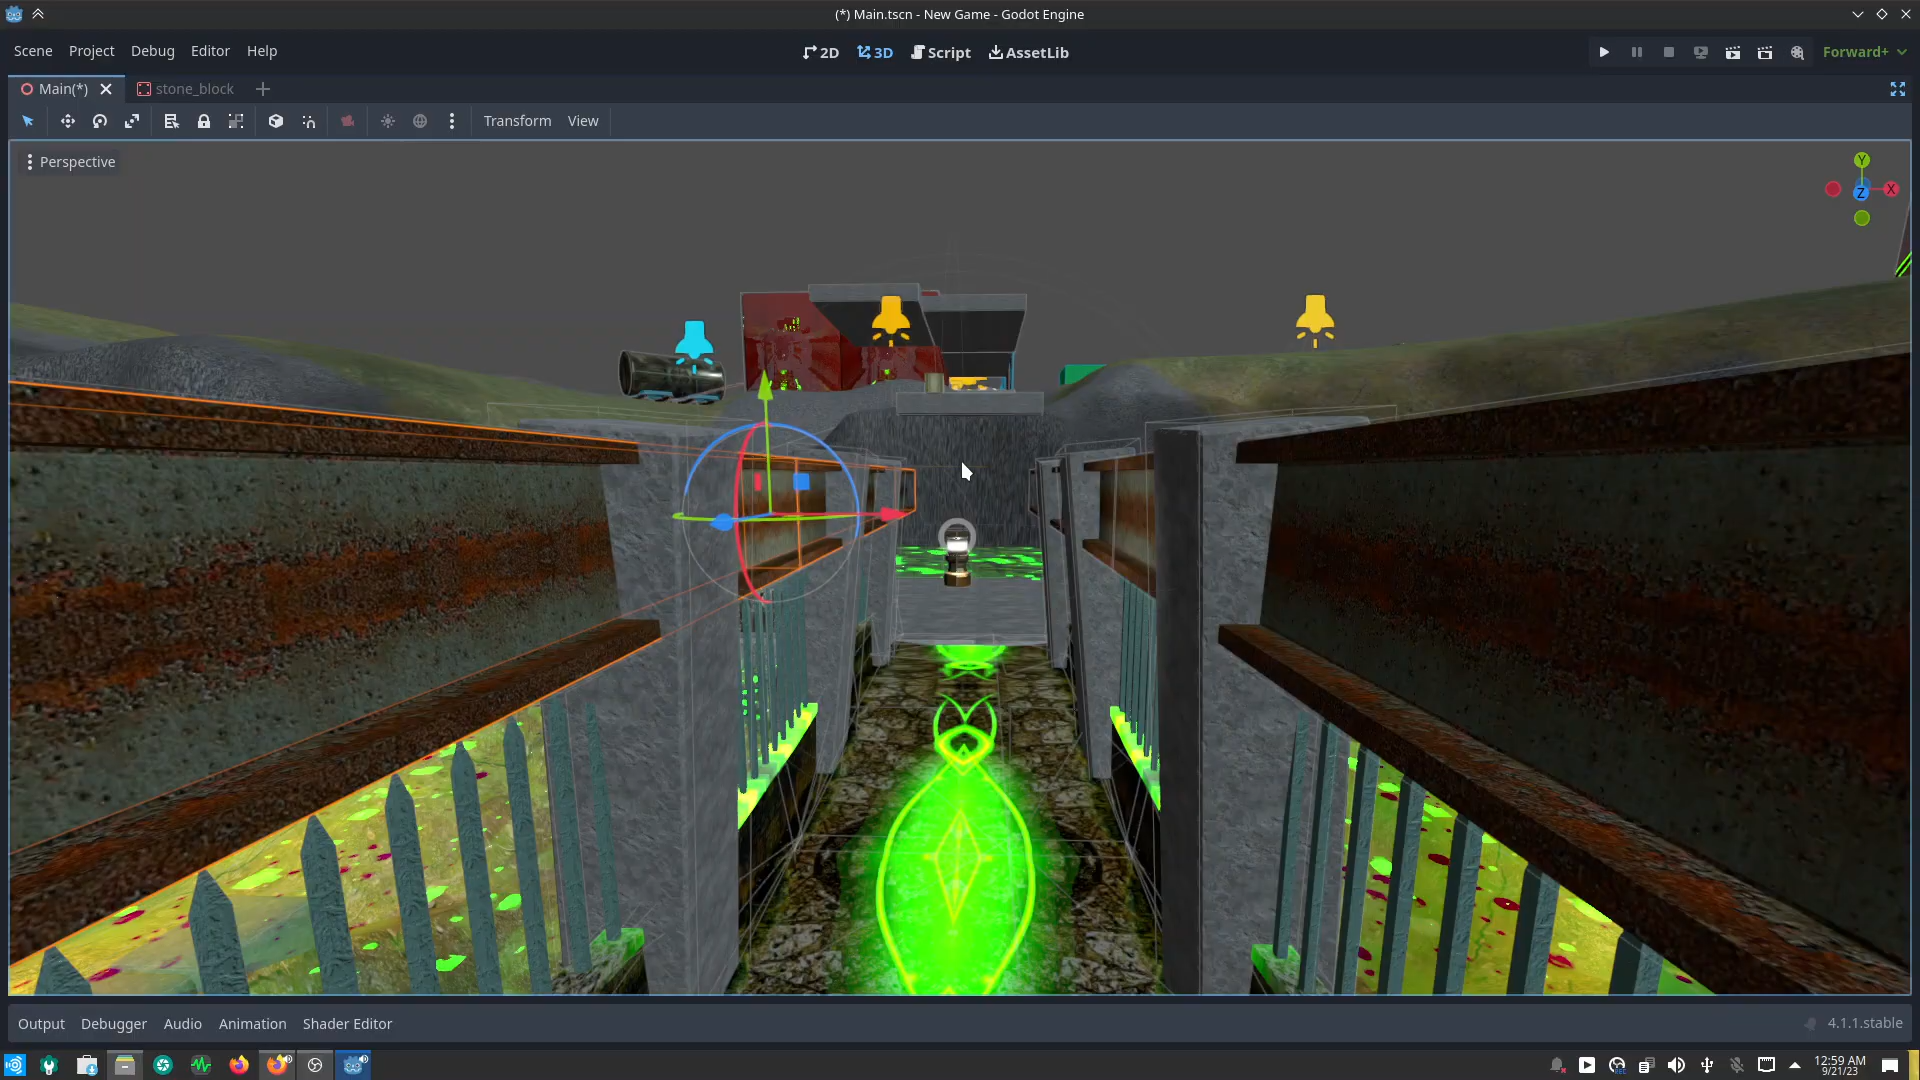 (*) Main.tscn - New Game - Godot Engine
Scene Project Debug Editor Help
2D 3D Script AssetLib
Forward+
Main(*) stone_block
Transform View
Perspective
Y
Z X
Output Debugger Audio Animation Shader Editor
4.1.1.stable
12:59 AM
9/21/23